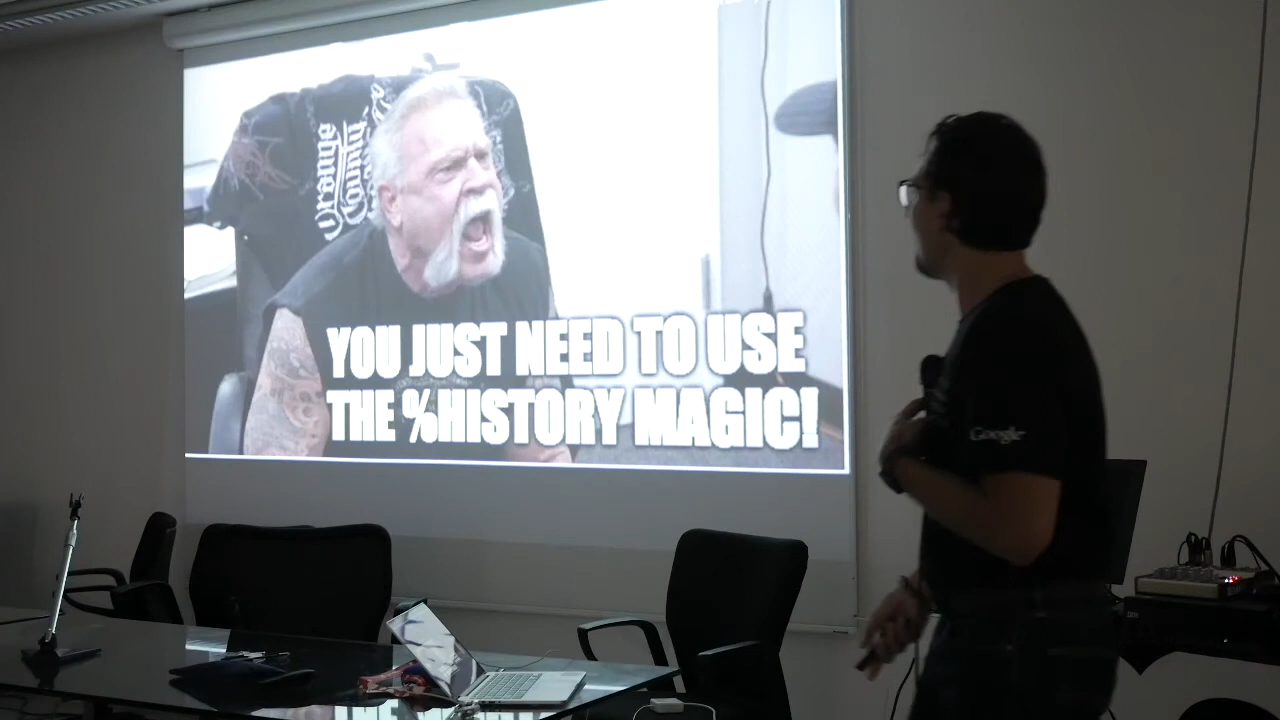 Orange
County
YOU JUST NEED TO USE
THE %HISTORY MAGIC!
Google